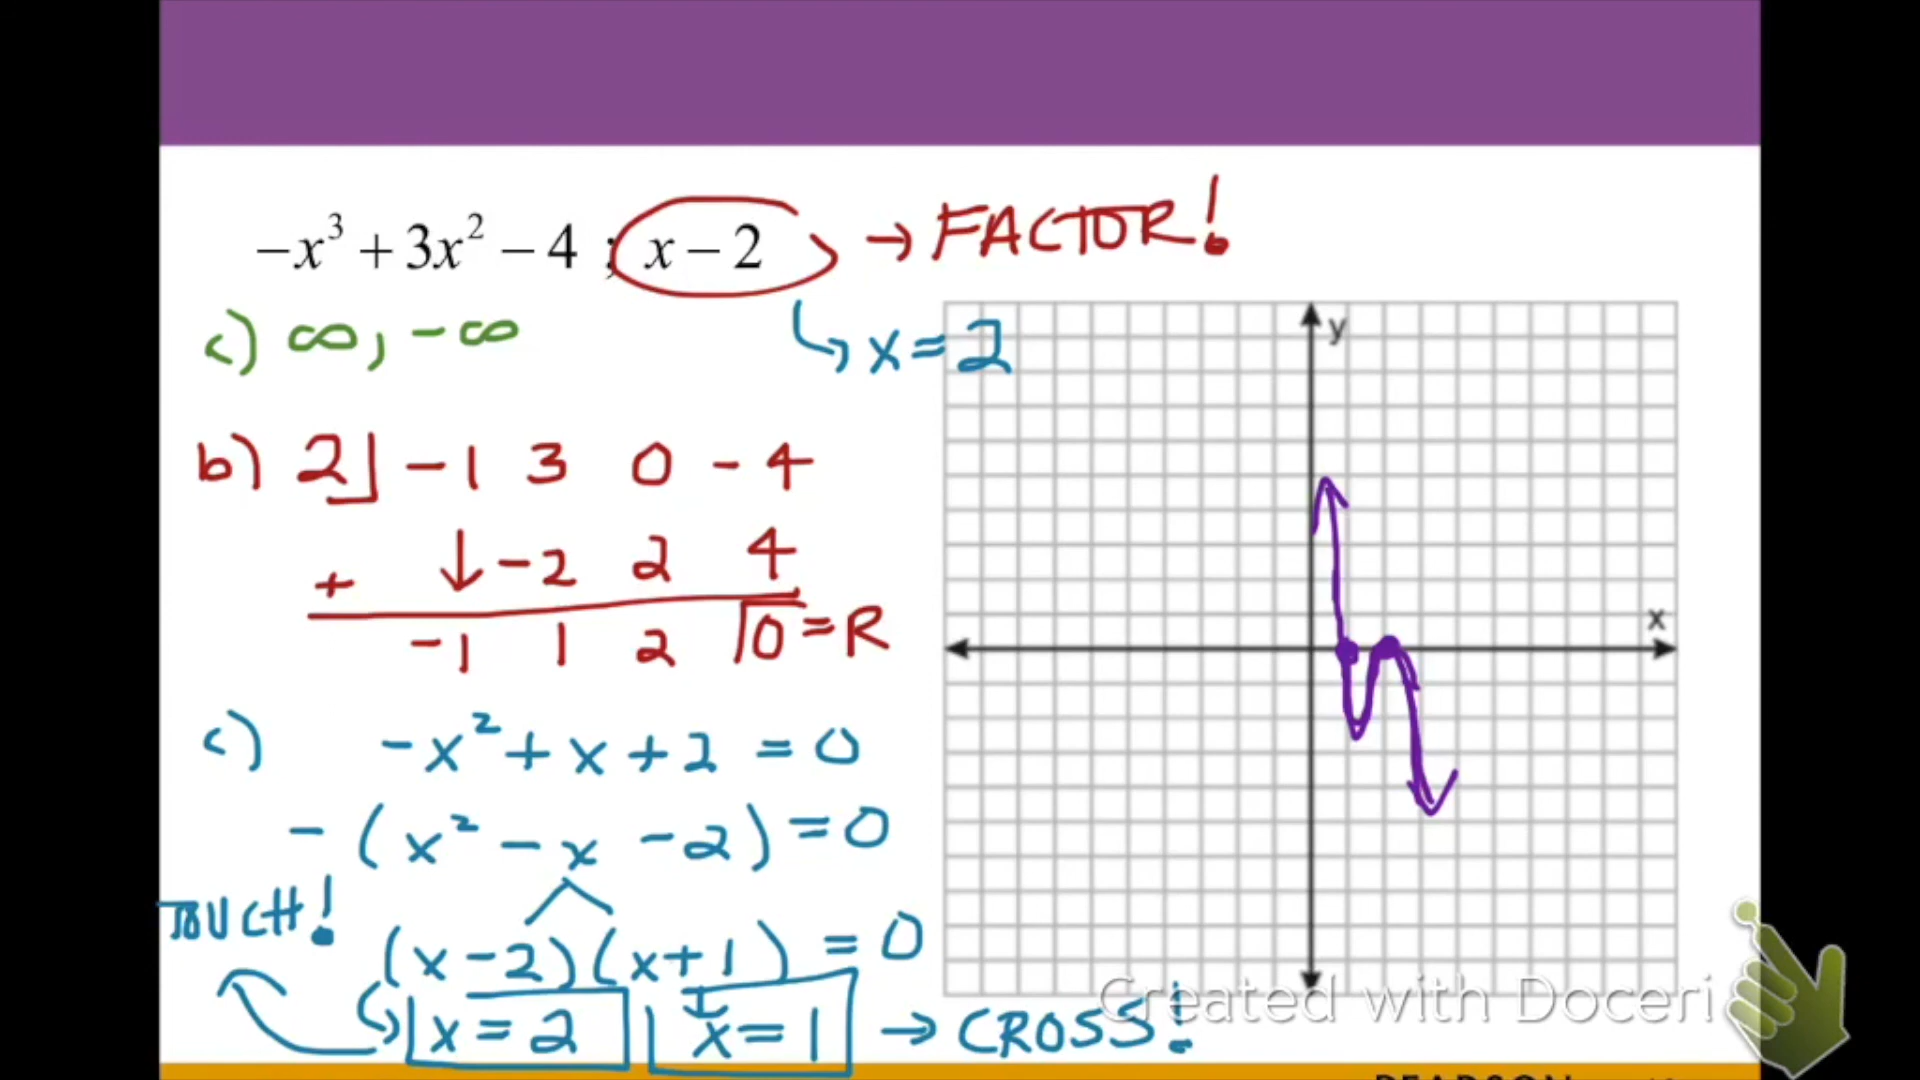 −x³ + 3x² − 4 ; x − 2 → FACTOR!
c) ∞, −∞
↳ x = 2
y
b) 2⌋ −1 3 0 −4
+ ↓ −2 2 4
−1 1 2 0 = R
x
c) −x² + x + 2 = 0
−(x² − x − 2) = 0
TOUCH!
(x − 2)(x + 1) = 0
x = 2 x = 1 → CROSS!
Created with Doceri
PEARSON